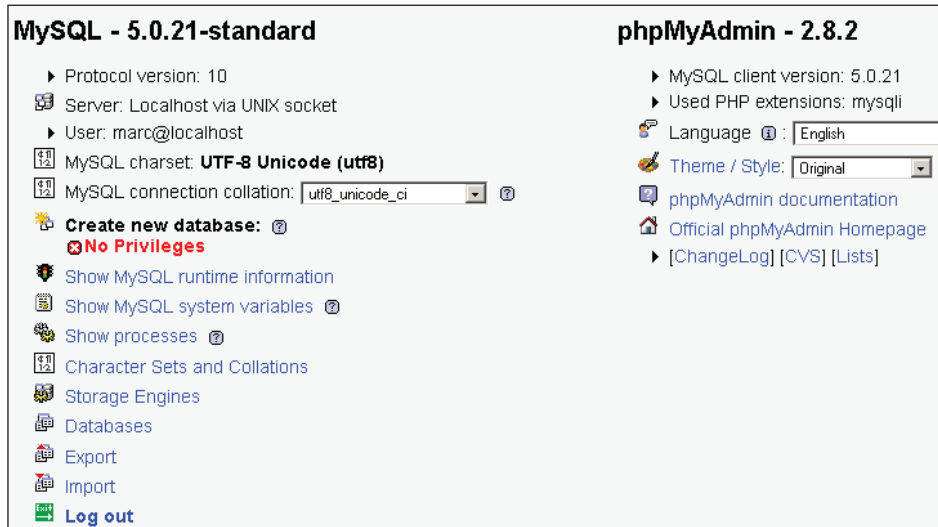 MySQL - 5.0.21-standard
Protocol version: 10
Server: Localhost via UNIX socket
User: marc@localhost
MySQL charset: UTF-8 Unicode (utf8)
MySQL connection collation: utf8_unicode_ci
Create new database:
No Privileges
Show MySQL runtime information
Show MySQL system variables
Show processes
Character Sets and Collations
Storage Engines
Databases
Export
Import
Log out
phpMyAdmin - 2.8.2
MySQL client version: 5.0.21
Used PHP extensions: mysqli
Language : English
Theme / Style: Original
phpMyAdmin documentation
Official phpMyAdmin Homepage
[ChangeLog] [CVS] [Lists]